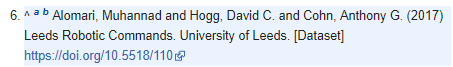 6. ^ a b Alomari, Muhannad and Hogg, David C. and Cohn, Anthony G. (2017)
Leeds Robotic Commands. University of Leeds. [Dataset]
https://doi.org/10.5518/110